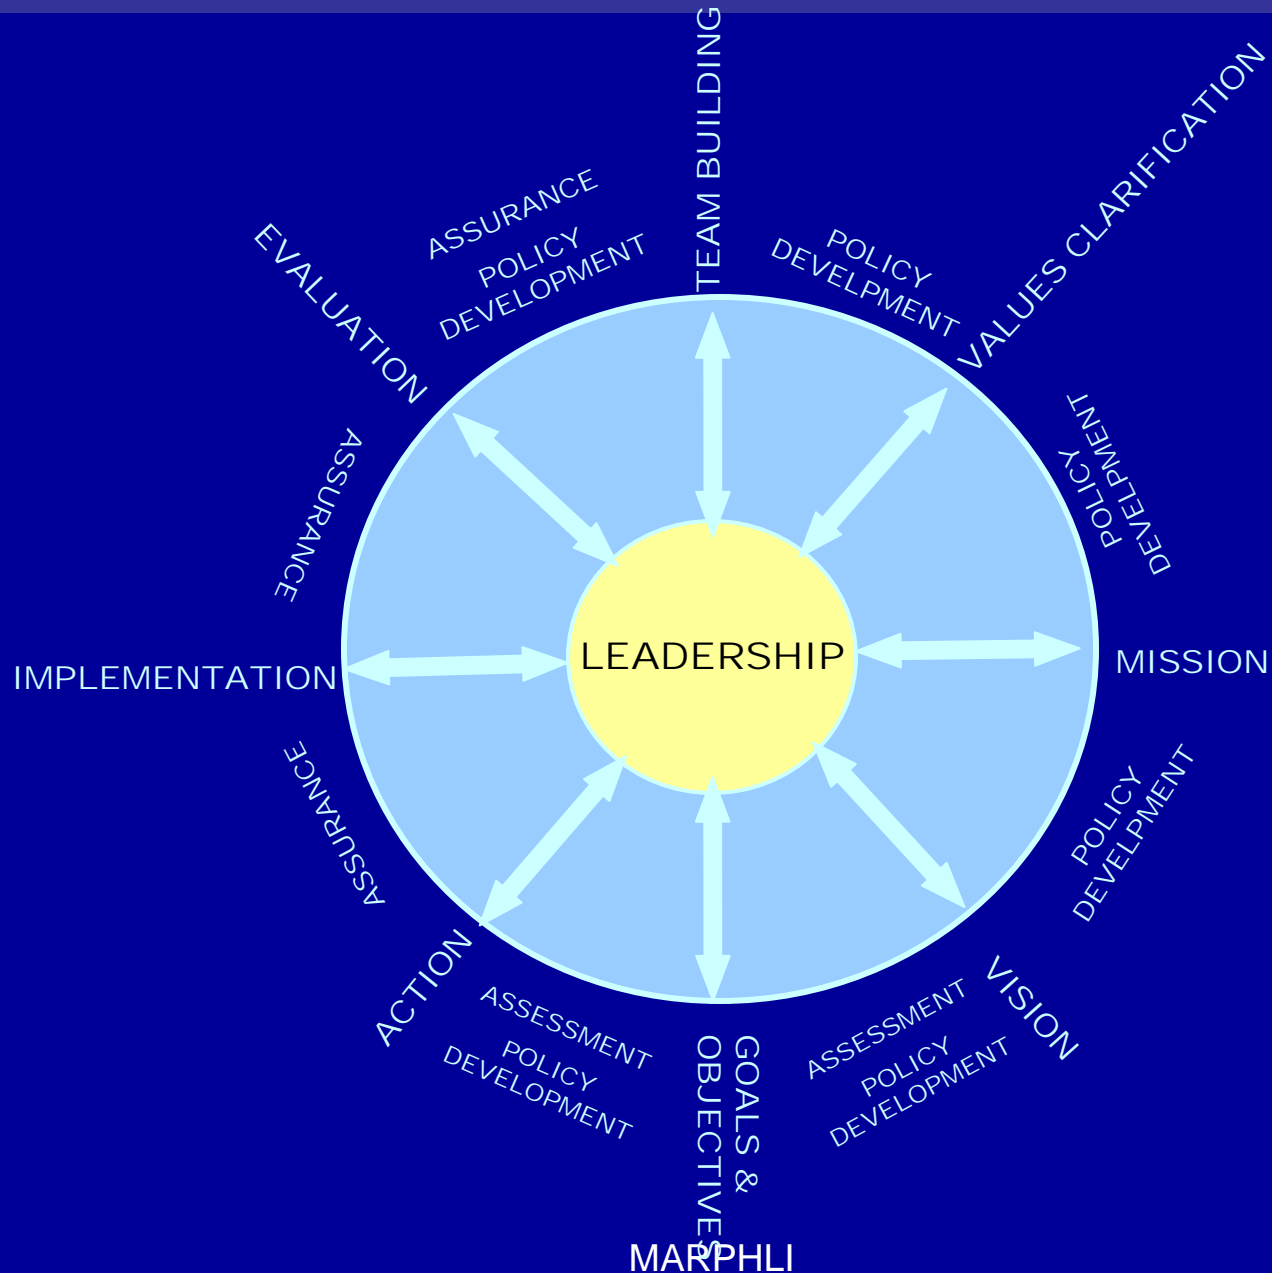 TEAM BUILDING
POLICY
DEVELPMENT
VALUES CLARIFICATION
POLICY
DEVELPMENT
MISSION
POLICY
DEVELPMENT
VISION
ASSESSMENT
POLICY
DEVELOPMENT
GOALS &
OBJECTIVES
ASSESSMENT
POLICY
DEVELOPMENT
ACTION
ASSURANCE
IMPLEMENTATION
ASSURANCE
EVALUATION
ASSURANCE
POLICY
DEVELOPMENT
LEADERSHIP
MARPHLI